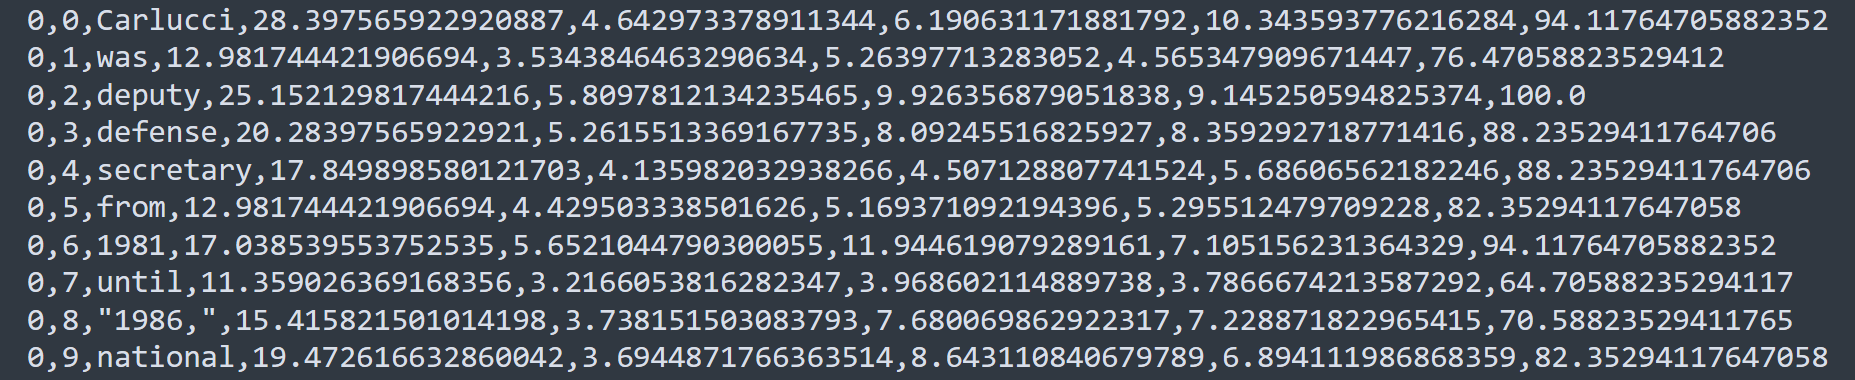 0,0,Carlucci,28.397565922920887,4.642973378911344,6.190631171881792,10.343593776216284,94.11764705882352
0,1,was,12.981744421906694,3.5343846463290634,5.26397713283052,4.565347909671447,76.47058823529412
0,2,deputy,25.152129817444216,5.8097812134235465,9.926356879051838,9.145250594825374,100.0
0,3,defense,20.28397565922921,5.2615513369167735,8.09245516825927,8.359292718771416,88.23529411764706
0,4,secretary,17.849898580121703,4.135982032938266,4.507128807741524,5.68606562182246,88.23529411764706
0,5,from,12.981744421906694,4.429503338501626,5.169371092194396,5.295512479709228,82.35294117647058
0,6,1981,17.038539553752535,5.6521044790300055,11.944619079289161,7.105156231364329,94.11764705882352
0,7,until,11.359026369168356,3.2166053816282347,3.968602114889738,3.7866674213587292,64.70588235294117
0,8,"1986,",15.415821501014198,3.738151503083793,7.680069862922317,7.228871822965415,70.58823529411765
0,9,national,19.472616632860042,3.6944871766363514,8.643110840679789,6.894111986868359,82.35294117647058